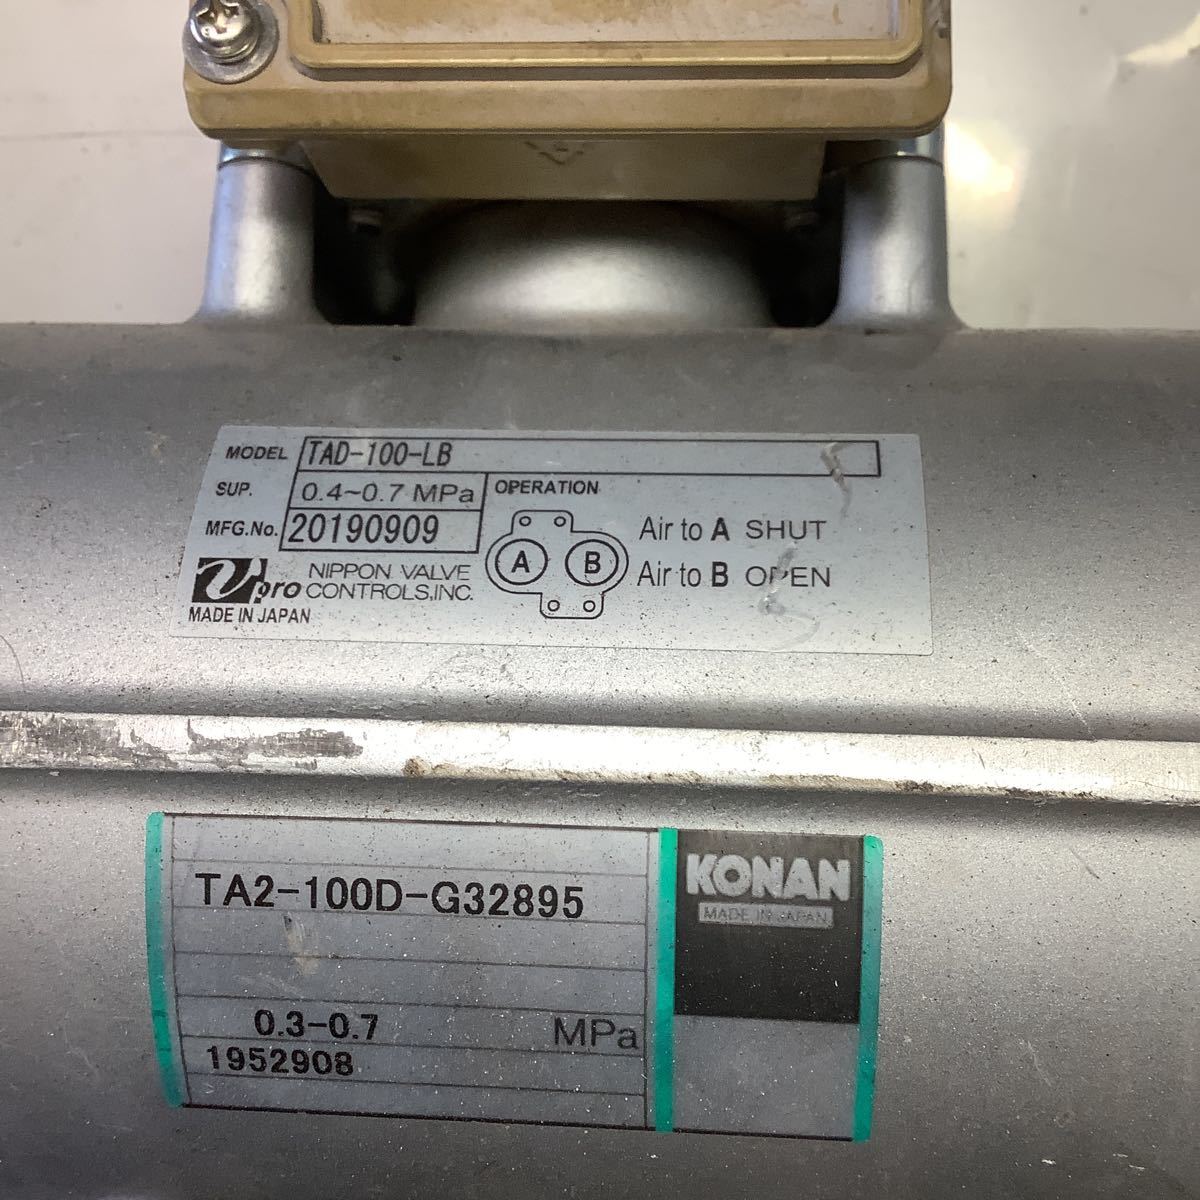 MODEL TAD-100-LB
SUP. 0.4~0.7 MPa
MFG.No. 20190909
OPERATION
A B
Air to A SHUT
Air to B OPEN
Vpro NIPPON VALVE
CONTROLS,INC.
MADE IN JAPAN
TA2-100D-G32895
0.3-0.7 MPa
1952908
KONAN
MADE IN JAPAN